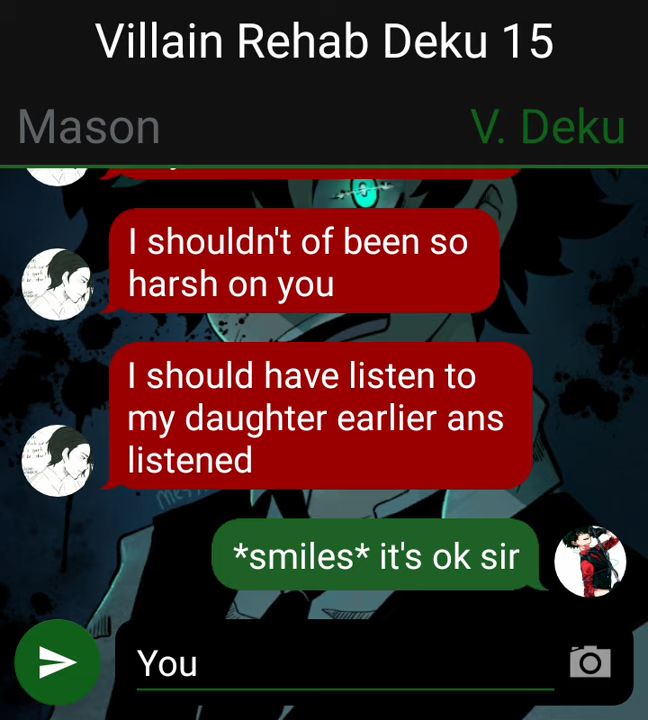 Villain Rehab Deku 15
Mason
V. Deku
I shouldn't of been so
harsh on you
I should have listen to
my daughter earlier ans
listened
*smiles* it's ok sir
You